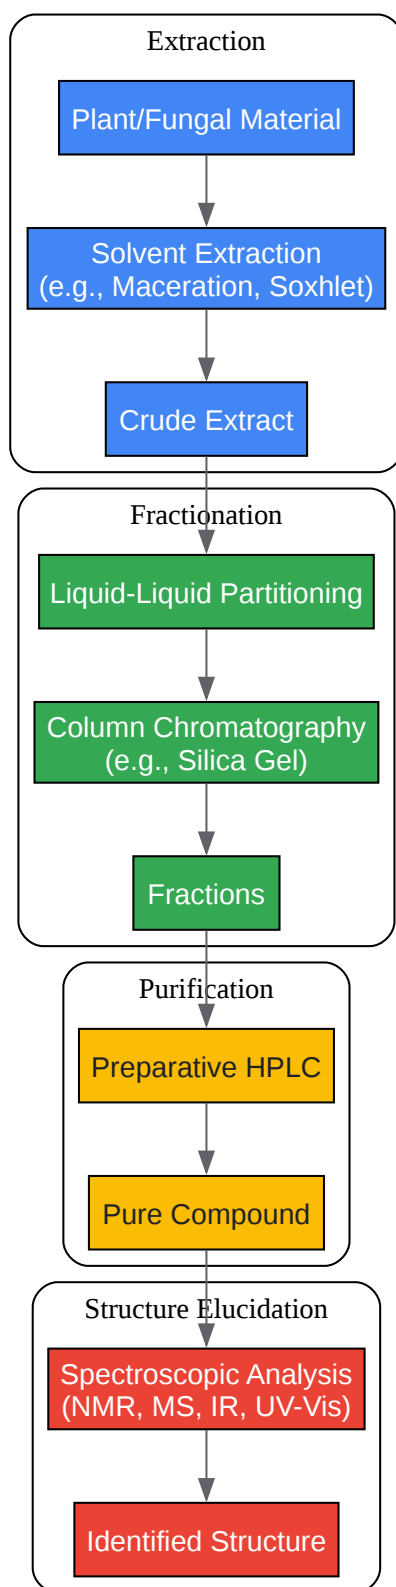 Extraction
Plant/Fungal Material
Solvent Extraction
(e.g., Maceration, Soxhlet)
Crude Extract
Fractionation
Liquid-Liquid Partitioning
Column Chromatography
(e.g., Silica Gel)
Fractions
Purification
Preparative HPLC
Pure Compound
Structure Elucidation
Spectroscopic Analysis
(NMR, MS, IR, UV-Vis)
Identified Structure